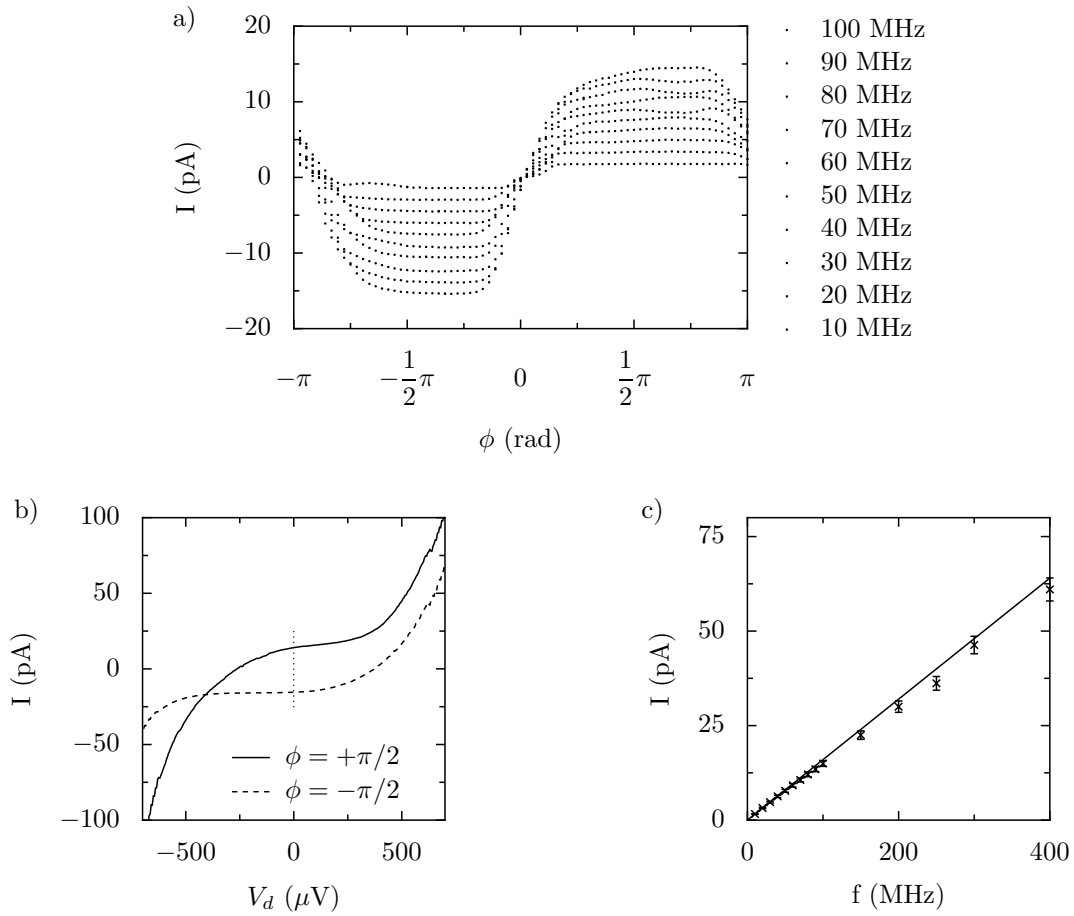 a)
I (pA)
20
10
0
−10
−20
−π
−1/2π
0
1/2π
π
ϕ (rad)
100 MHz
90 MHz
80 MHz
70 MHz
60 MHz
50 MHz
40 MHz
30 MHz
20 MHz
10 MHz
b)
I (pA)
100
50
0
−50
−100
−500
0
500
V_d (μV)
ϕ = +π/2
ϕ = −π/2
c)
I (pA)
75
50
25
0
0
200
400
f (MHz)